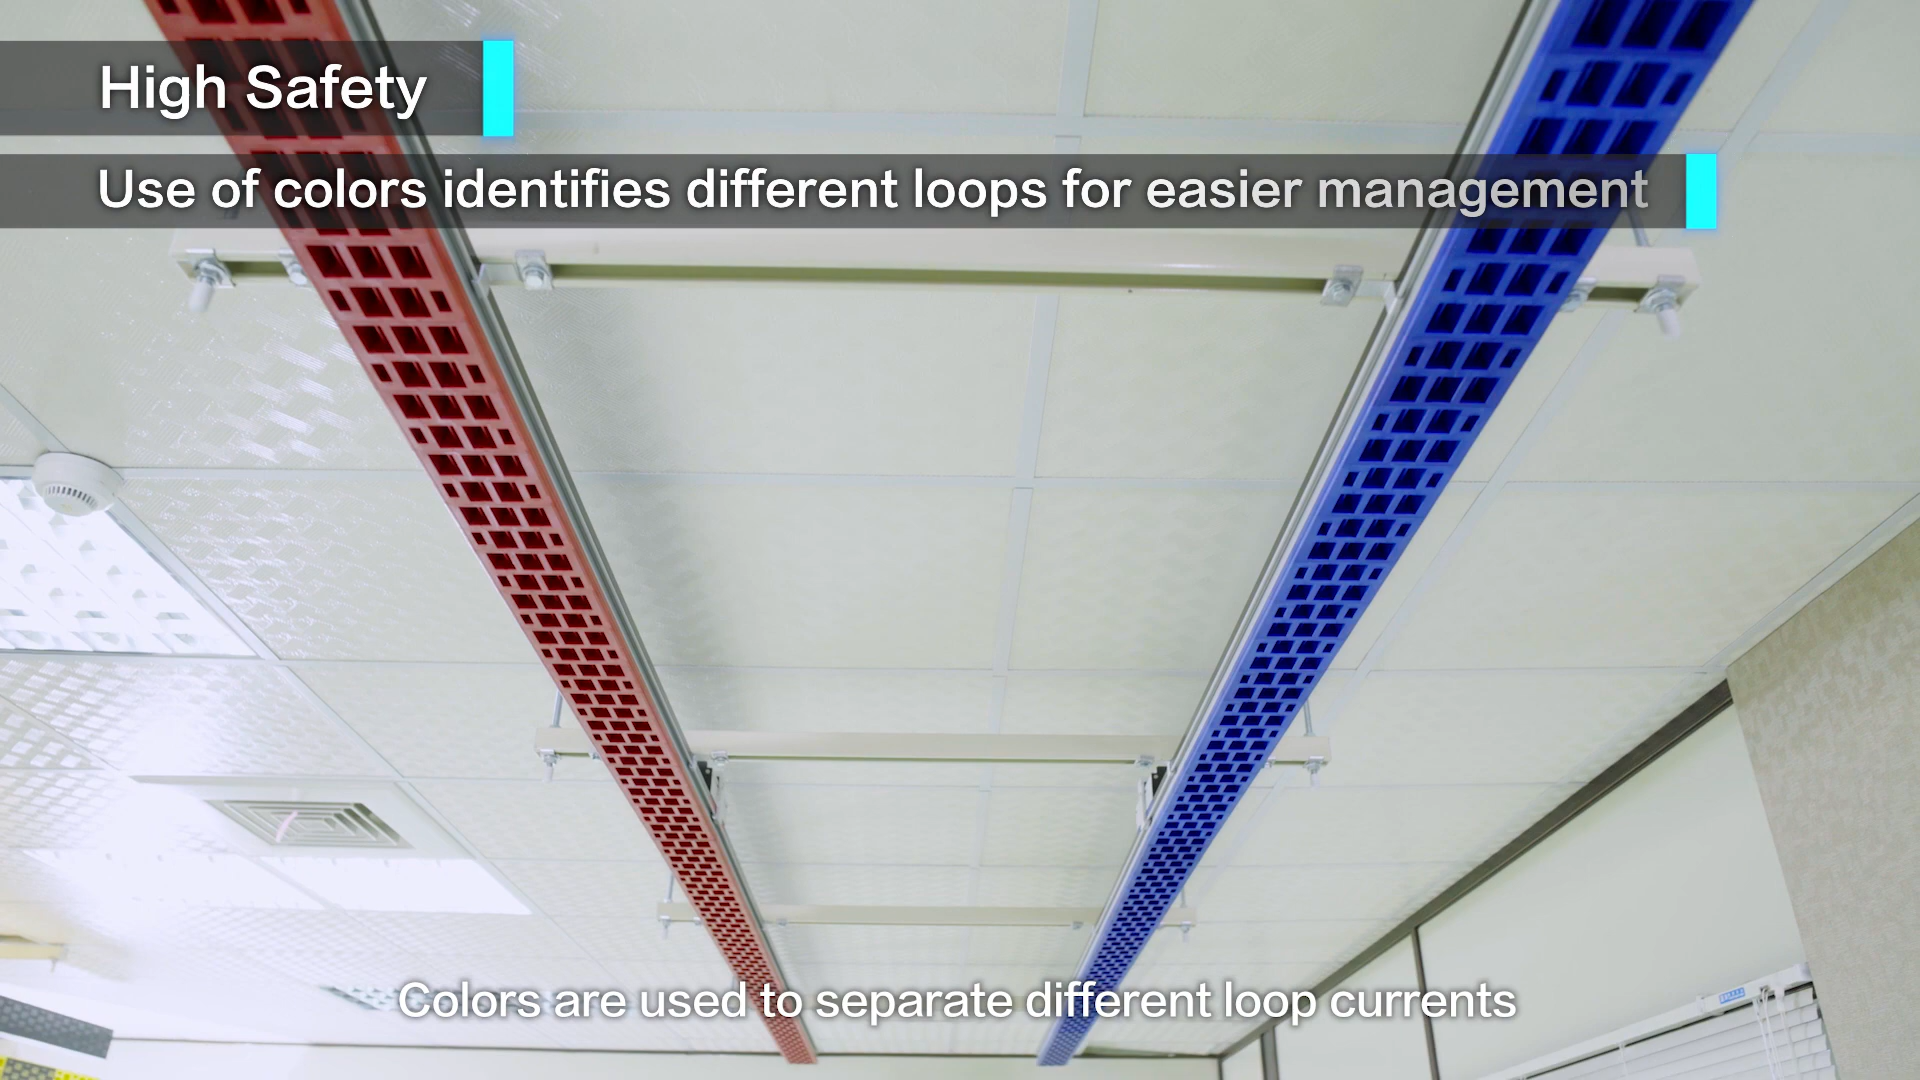 High Safety
Use of colors identifies different loops for easier management
Colors are used to separate different loop currents